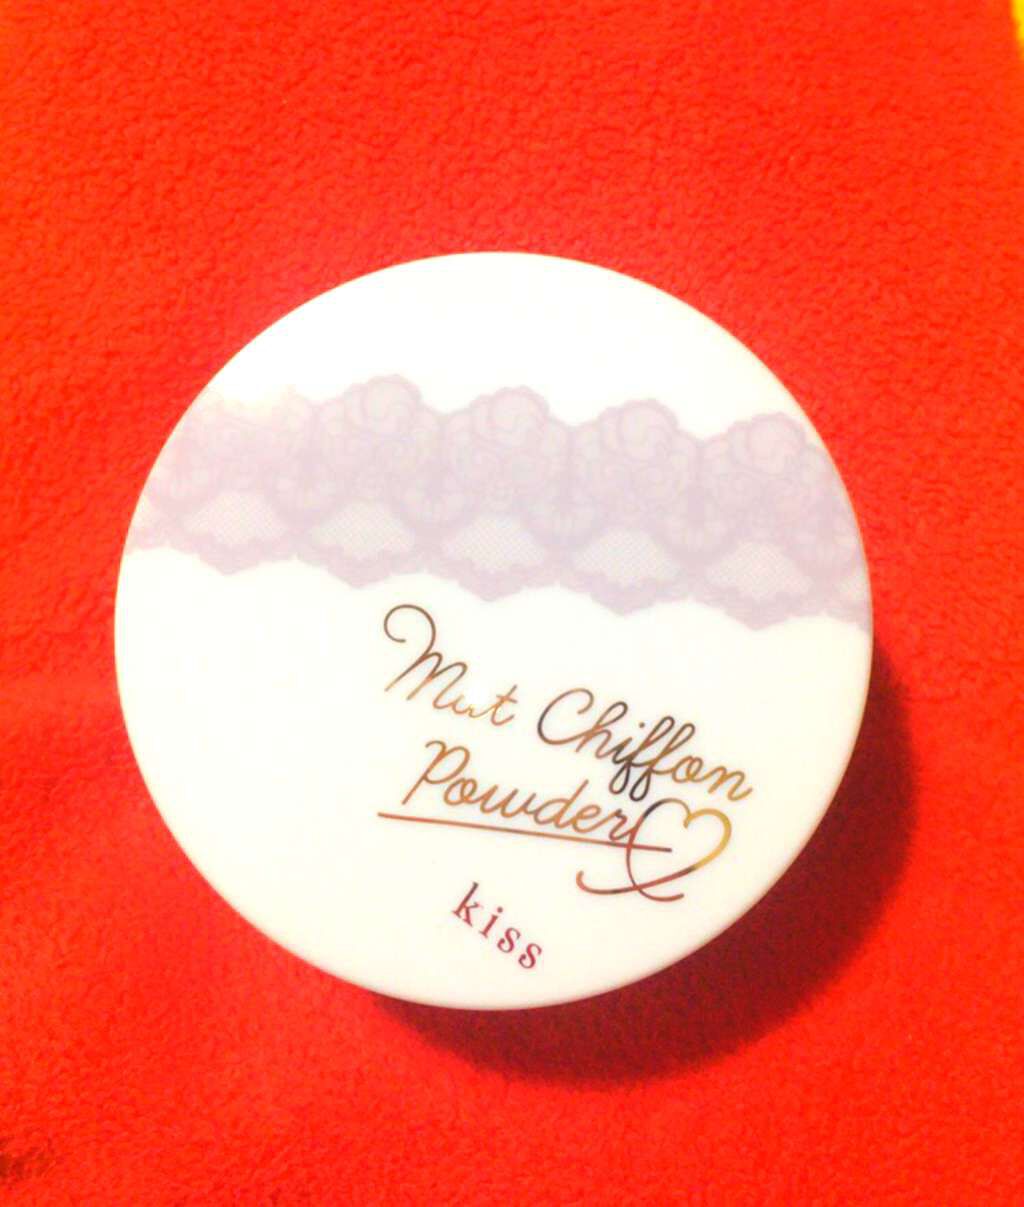 Mat Chiffon
Powder
kiss